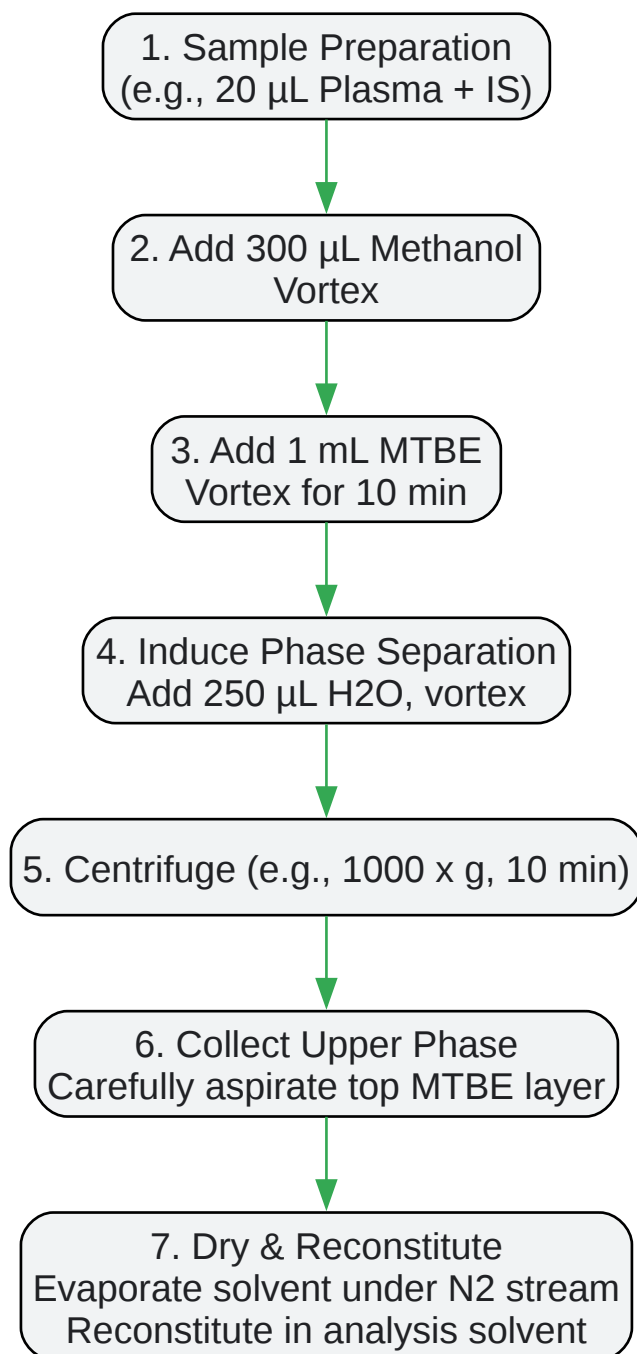 1. Sample Preparation
(e.g., 20 µL Plasma + IS)
2. Add 300 µL Methanol
Vortex
3. Add 1 mL MTBE
Vortex for 10 min
4. Induce Phase Separation
Add 250 µL H2O, vortex
5. Centrifuge (e.g., 1000 x g, 10 min)
6. Collect Upper Phase
Carefully aspirate top MTBE layer
7. Dry & Reconstitute
Evaporate solvent under N2 stream
Reconstitute in analysis solvent